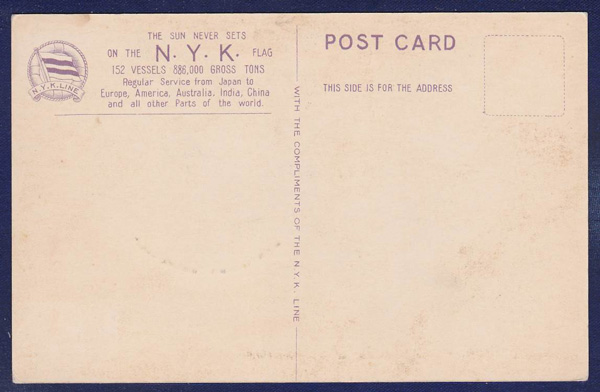 THE SUN NEVER SETS
ON THE N.Y.K. FLAG
152 VESSELS 886,000 GROSS TONS
Regular Service from Japan to
Europe, America, Australia, India, China
and all other Parts of the world.
N.Y.K. LINE
WITH THE COMPLIMENTS OF THE N.Y.K. LINE
POST CARD
THIS SIDE IS FOR THE ADDRESS